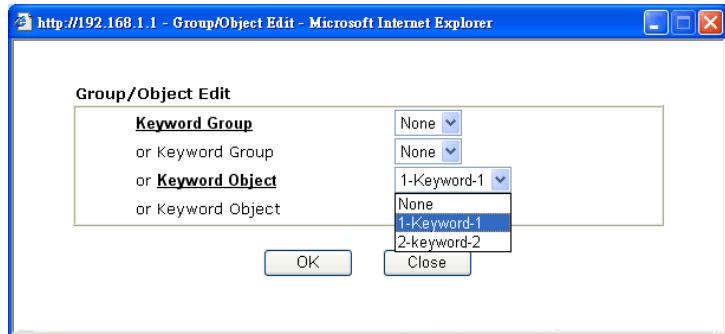 http://192.168.1.1 - Group/Object Edit - Microsoft Internet Explorer
Group/Object Edit
Keyword Group None
or Keyword Group None
or Keyword Object 1-Keyword-1
or Keyword Object
None
1-Keyword-1
2-keyword-2
OK Close